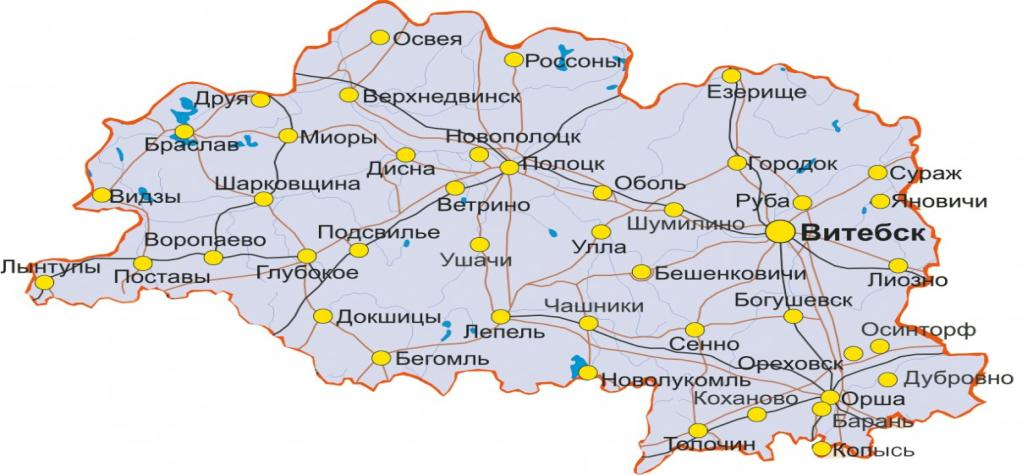 Освея
Россоны
Езерище
Друя
Верхнедвинск
Браслав
Миоры
Новополоцк
Дисна
Полоцк
Городок
Сураж
Видзы
Шарковщина
Ветрино
Оболь
Руба
Яновичи
Шумилино
Витебск
Воропаево
Подсвилье
Ушачи
Улла
Лынтупы
Поставы
Глубокое
Бешенковичи
Лиозно
Чашники
Богушевск
Докшицы
Лепель
Сенно
Осинторф
Бегомль
Ореховск
Новолукомль
Дубровно
Коханово
Орша
Барань
Толочин
Копысь